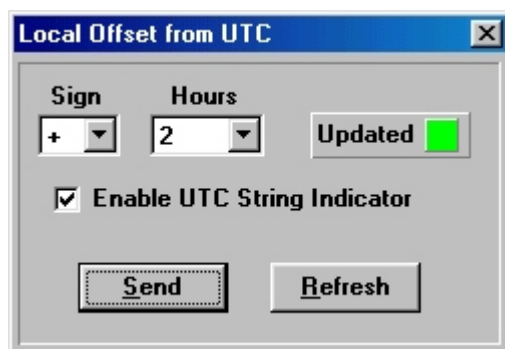 Local Offset from UTC
Sign Hours
+ 2 Updated
Enable UTC String Indicator
Send Refresh